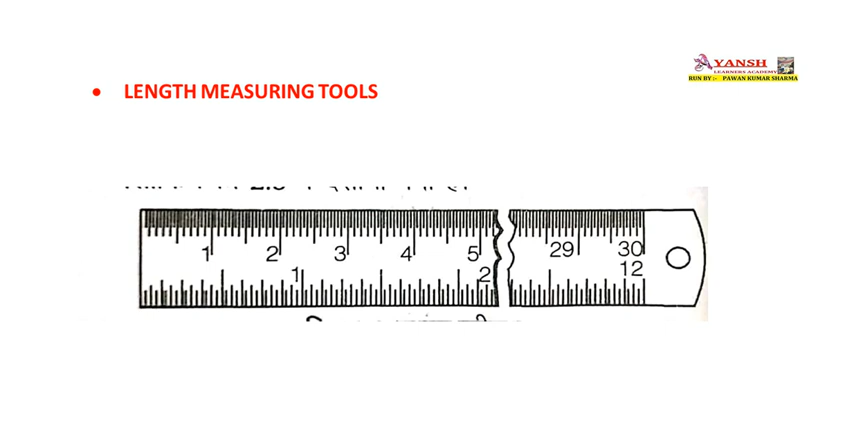 AYANSH
LEARNERS ACADEMY
RUN BY :- PAWAN KUMAR SHARMA
• LENGTH MEASURING TOOLS
1 2 3 4 5 29 30
1 2 12